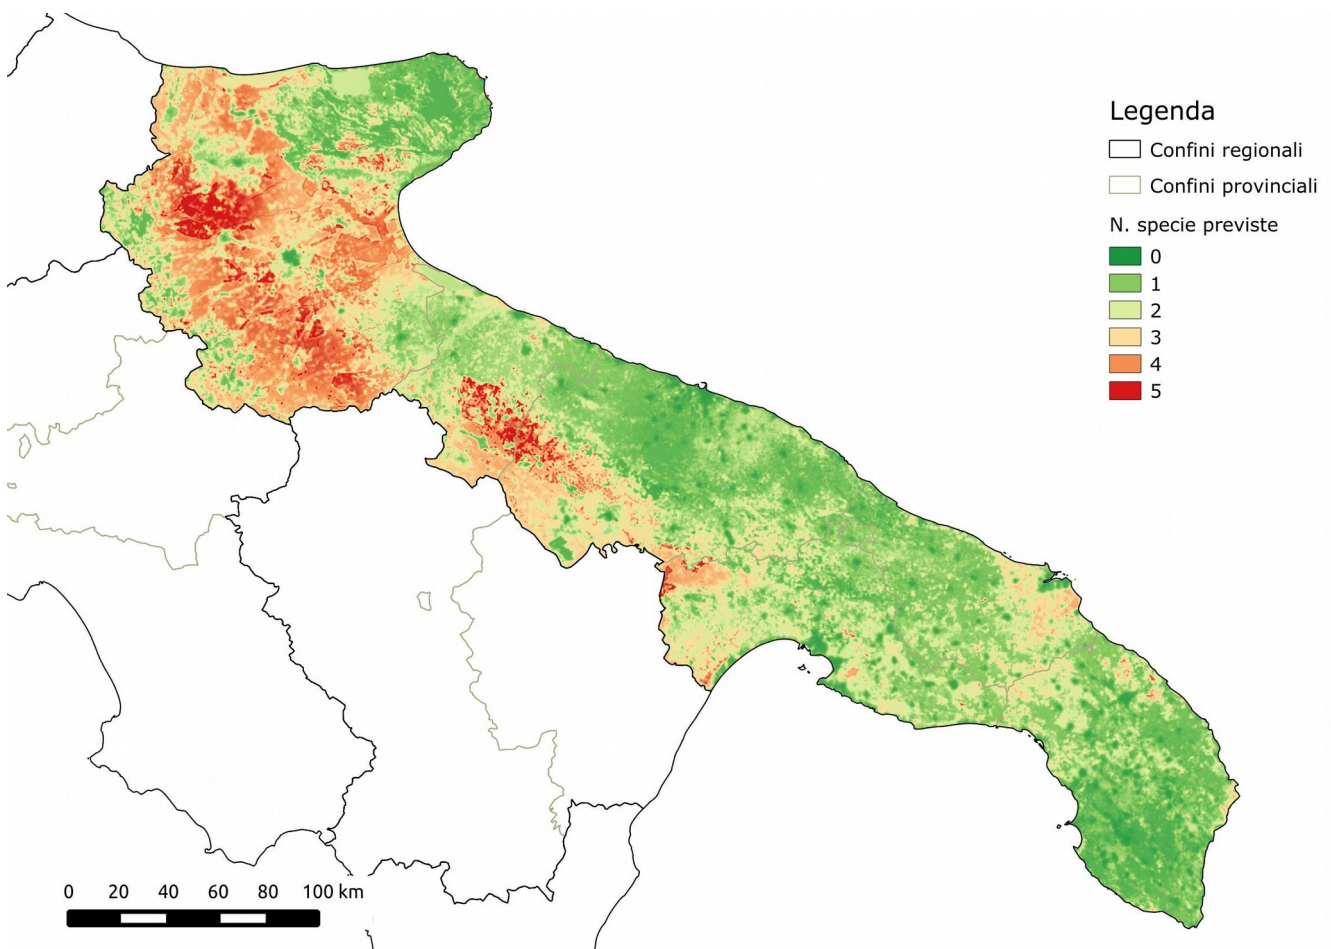 Legenda
Confini regionali
Confini provinciali
N. specie previste
0
1
2
3
4
5
0 20 40 60 80 100 km